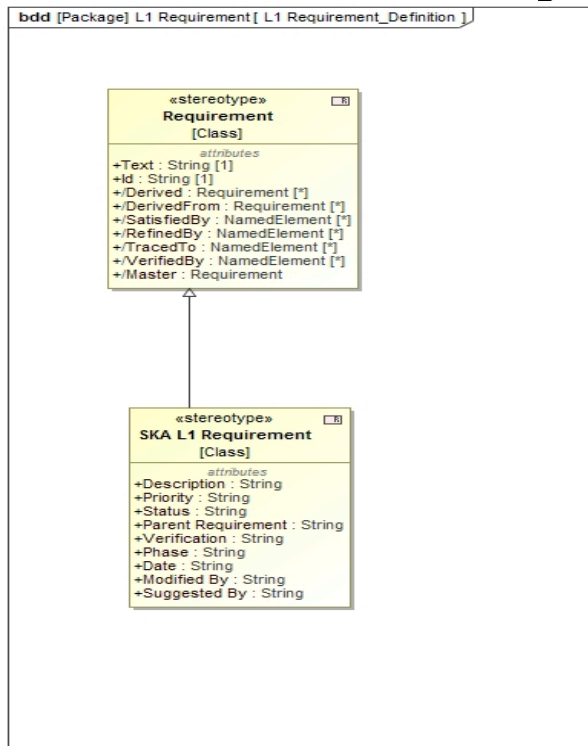 bdd [Package] L1 Requirement [ L1 Requirement_Definition ]
«stereotype»
Requirement
[Class]
attributes
+Text : String [1]
+Id : String [1]
+/Derived : Requirement [*]
+/DerivedFrom : Requirement [*]
+/SatisfiedBy : NamedElement [*]
+/RefinedBy : NamedElement [*]
+/TracedTo : NamedElement [*]
+/VerifiedBy : NamedElement [*]
+/Master : Requirement
«stereotype»
SKA L1 Requirement
[Class]
attributes
+Description : String
+Priority : String
+Status : String
+Parent Requirement : String
+Verification : String
+Phase : String
+Date : String
+Modified By : String
+Suggested By : String